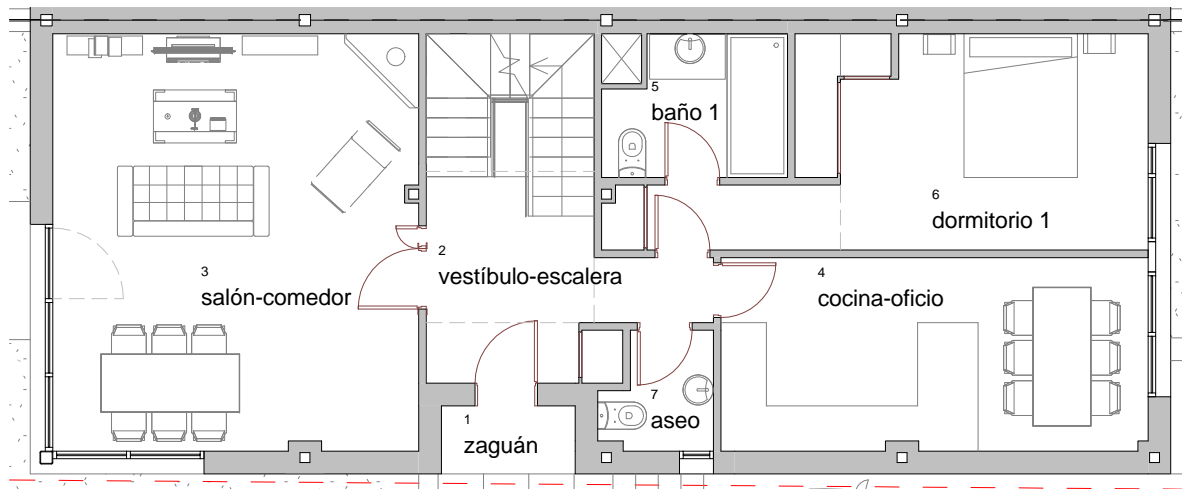 5
baño 1
6
dormitorio 1
2
vestíbulo-escalera
3
salón-comedor
4
cocina-oficio
7
aseo
1
zaguán